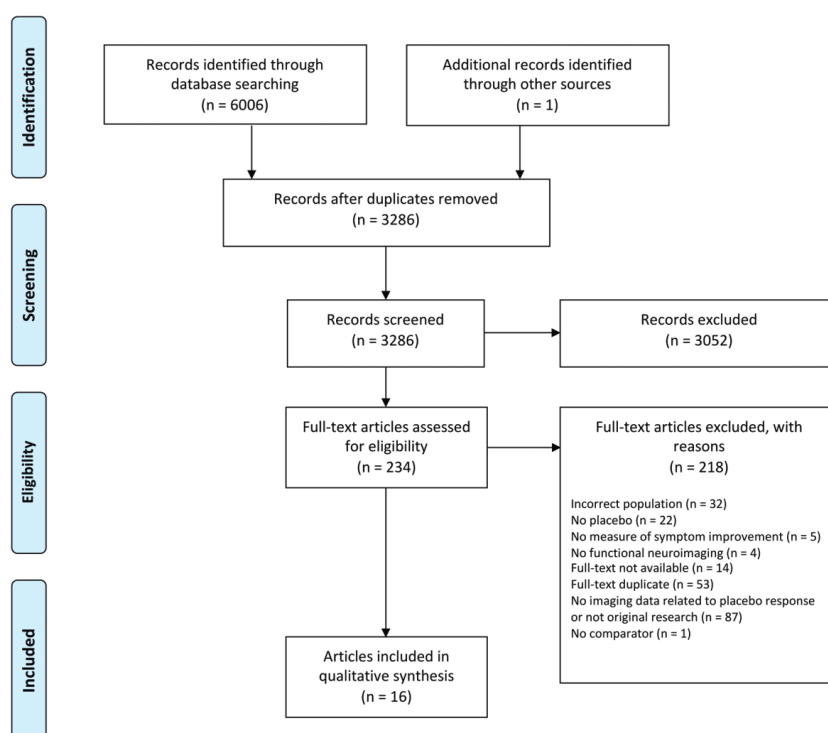 Identification
Records identified through
database searching
(n = 6006)
Additional records identified
through other sources
(n = 1)
Records after duplicates removed
(n = 3286)
Screening
Records screened
(n = 3286)
Records excluded
(n = 3052)
Eligibility
Full-text articles assessed
for eligibility
(n = 234)
Full-text articles excluded, with
reasons
(n = 218)
Incorrect population (n = 32)
No placebo (n = 22)
No measure of symptom improvement (n = 5)
No functional neuroimaging (n = 4)
Full-text not available (n = 14)
Full-text duplicate (n = 53)
No imaging data related to placebo response
or not original research (n = 87)
No comparator (n = 1)
Included
Articles included in
qualitative synthesis
(n = 16)